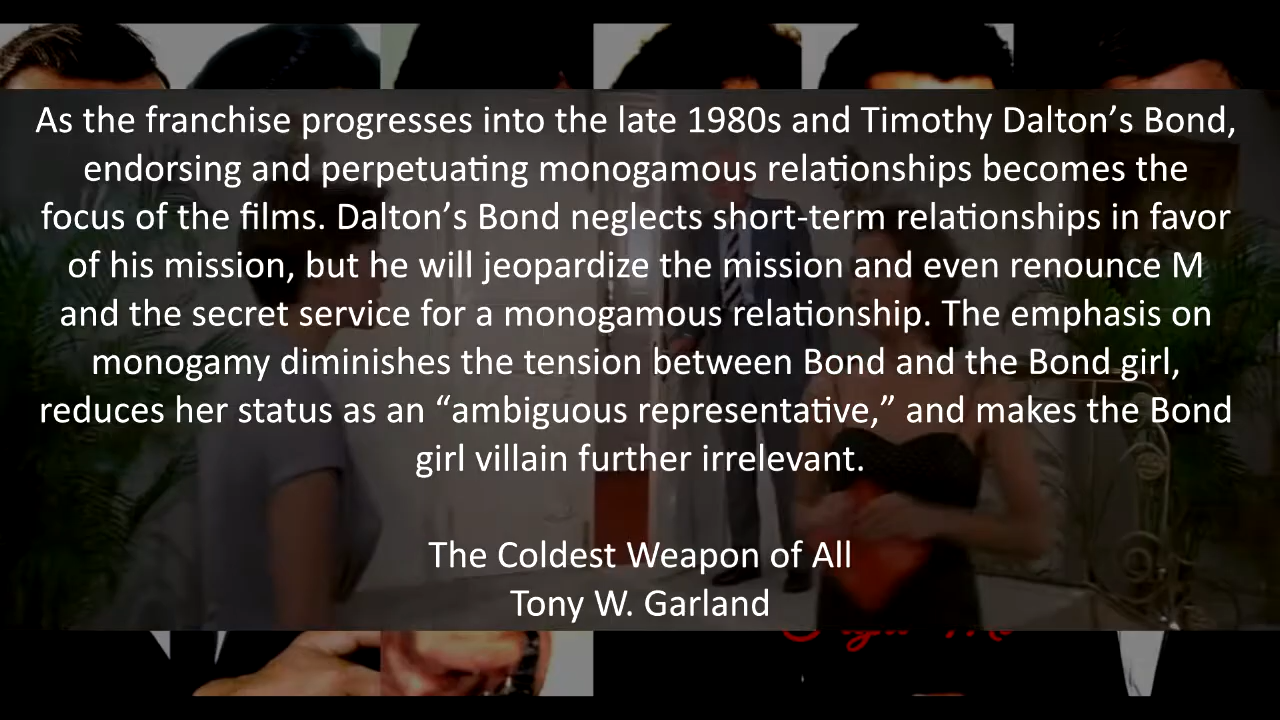 As the franchise progresses into the late 1980s and Timothy Dalton’s Bond,
endorsing and perpetuating monogamous relationships becomes the
focus of the films. Dalton’s Bond neglects short-term relationships in favor
of his mission, but he will jeopardize the mission and even renounce M
and the secret service for a monogamous relationship. The emphasis on
monogamy diminishes the tension between Bond and the Bond girl,
reduces her status as an “ambiguous representative,” and makes the Bond
girl villain further irrelevant.
The Coldest Weapon of All
Tony W. Garland